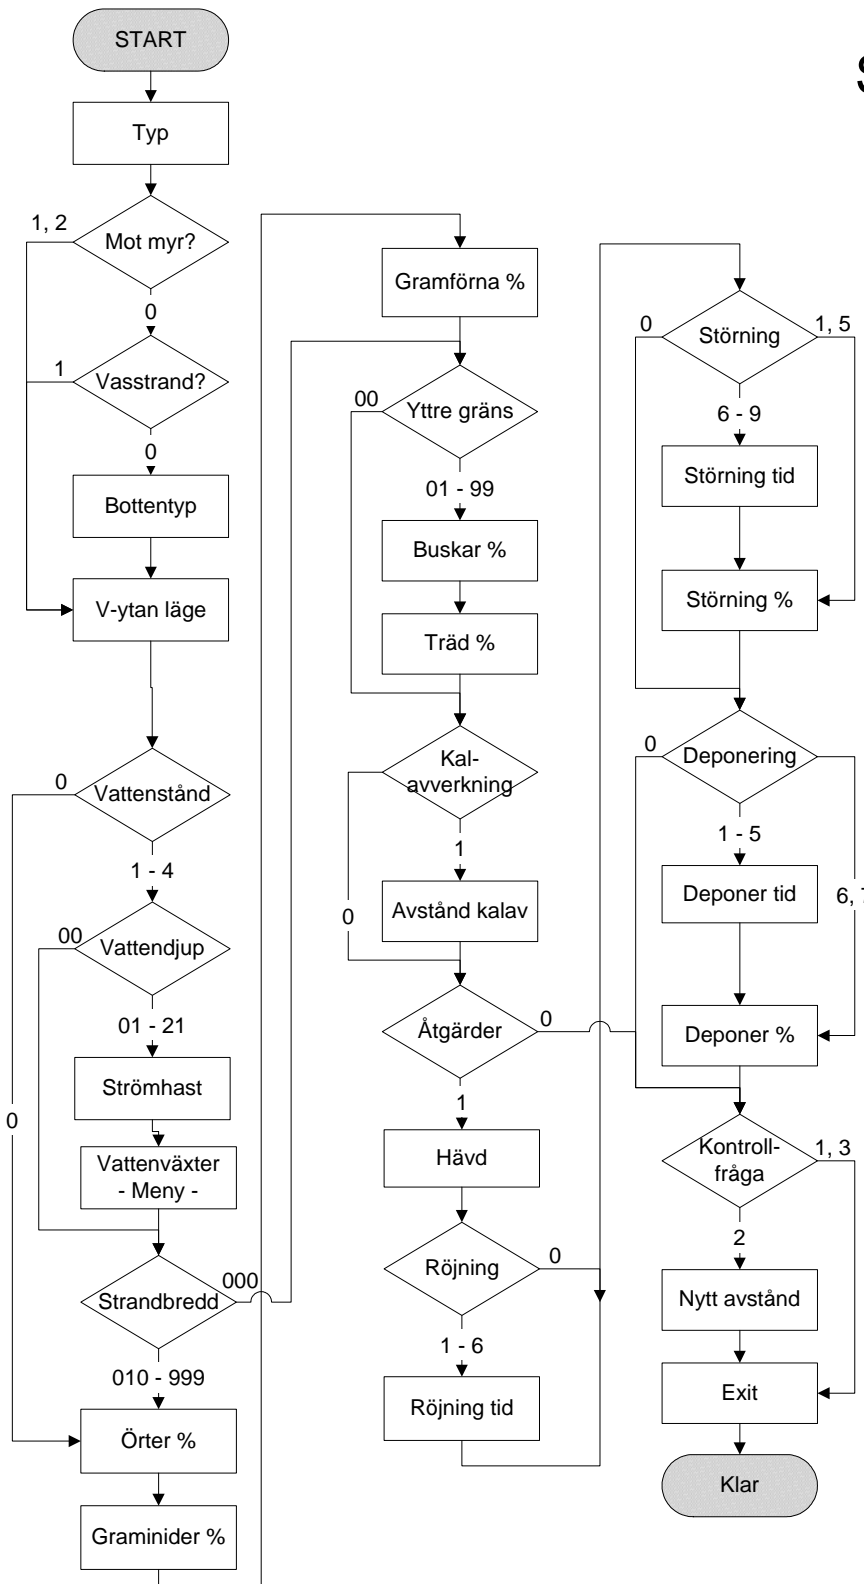 START
S
Typ
1, 2
Mot myr?
0
1
Vasstrand?
0
Bottentyp
V-ytan läge
0
Vattenstånd
1 - 4
00
Vattendjup
01 - 21
Strömhast
0
Vattenväxter
- Meny -
Strandbredd
000
010 - 999
Örter %
Graminider %
Gramförna %
00
Yttre gräns
01 - 99
Buskar %
Träd %
Kal-
avverkning
1
0
Avstånd kalav
Åtgärder
0
1
Hävd
Röjning
0
1 - 6
Röjning tid
0
Störning
1, 5
6 - 9
Störning tid
Störning %
0
Deponering
1 - 5
Deponer tid
6, 7
Deponer %
Kontroll-
fråga
1, 3
2
Nytt avstånd
Exit
Klar